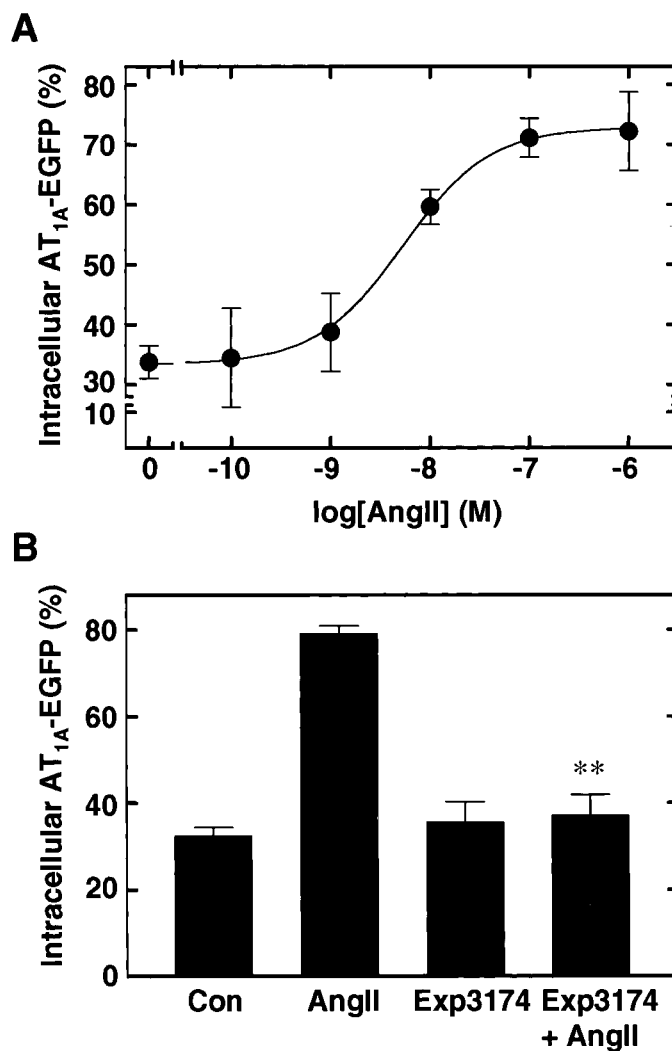 A
Intracellular AT1A-EGFP (%)
80
70
60
50
40
30
10
0 -10 -9 -8 -7 -6
log[AngII] (M)
B
Intracellular AT1A-EGFP (%)
80
60
40
20
0
**
Con AngII Exp3174 Exp3174
+ AngII